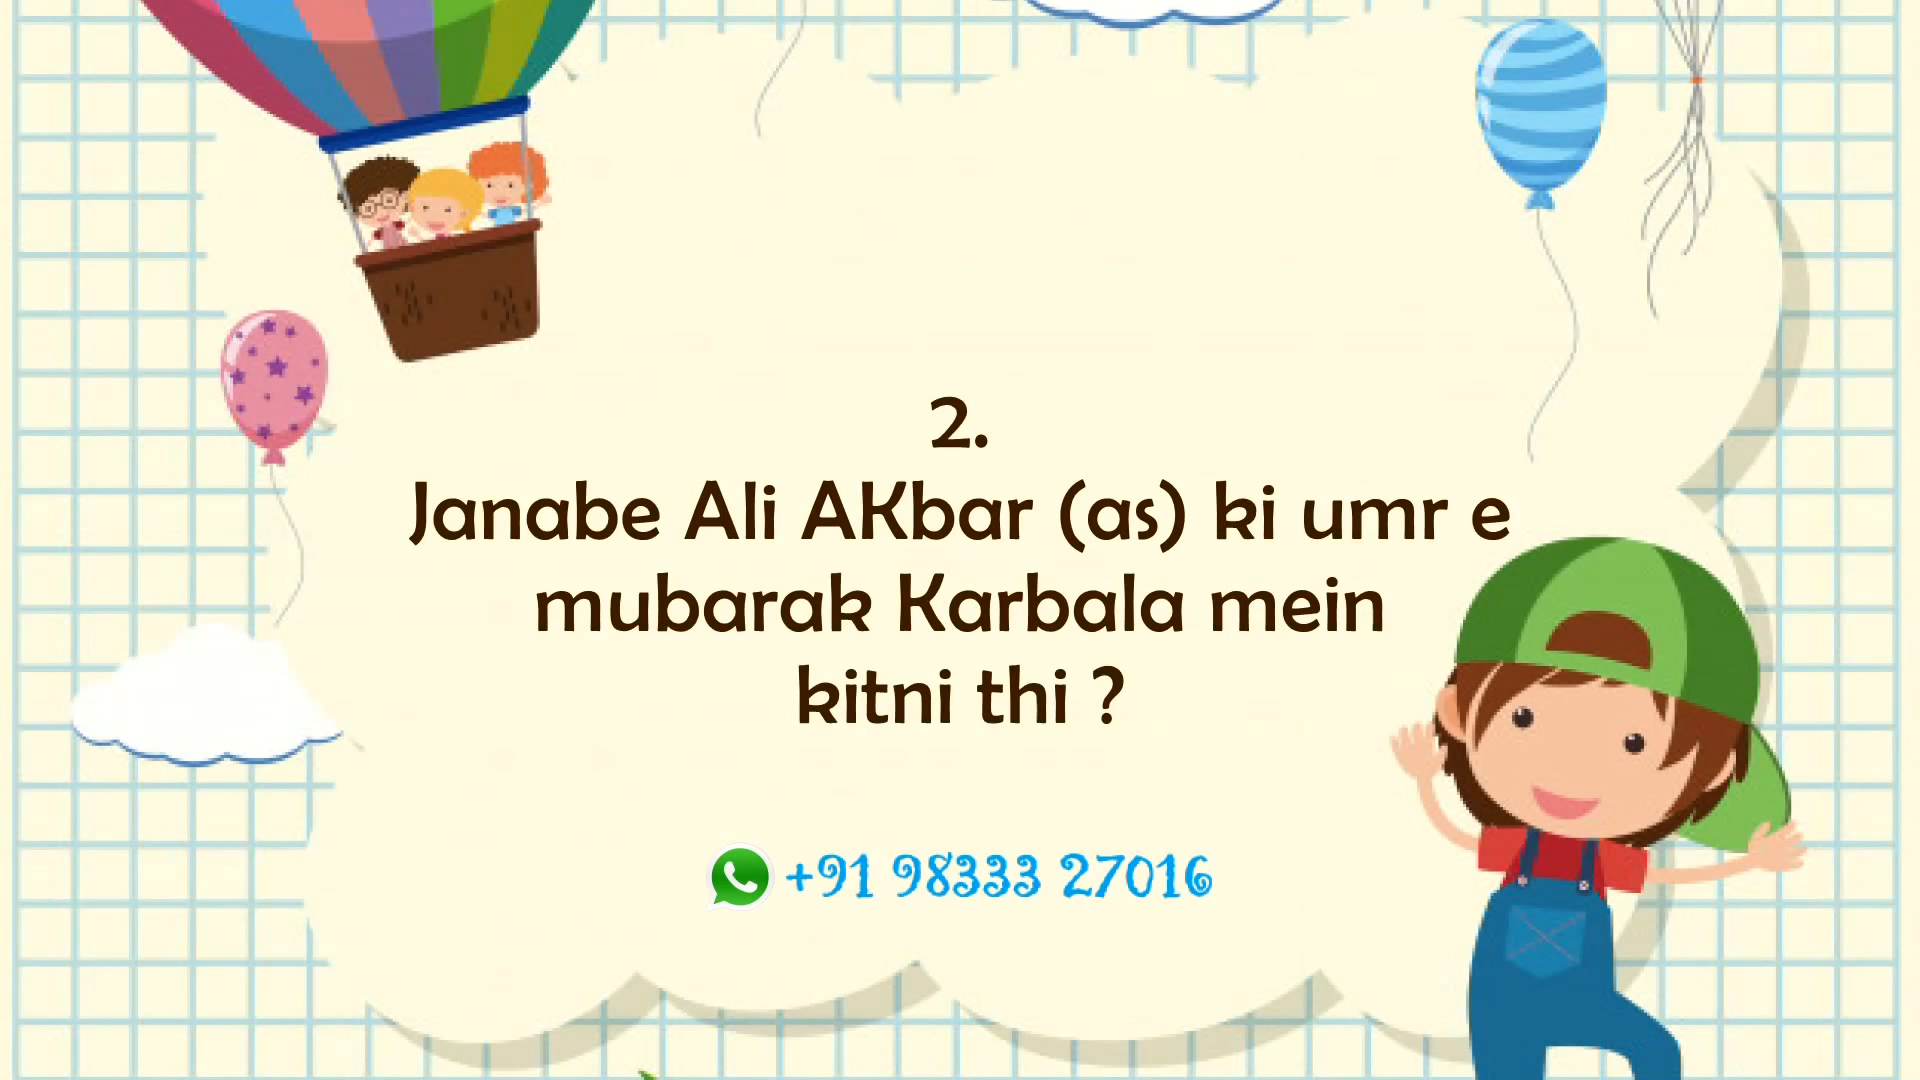 2.
Janabe Ali AKbar (as) ki umr e
mubarak Karbala mein
kitni thi ?
+91 98333 27016